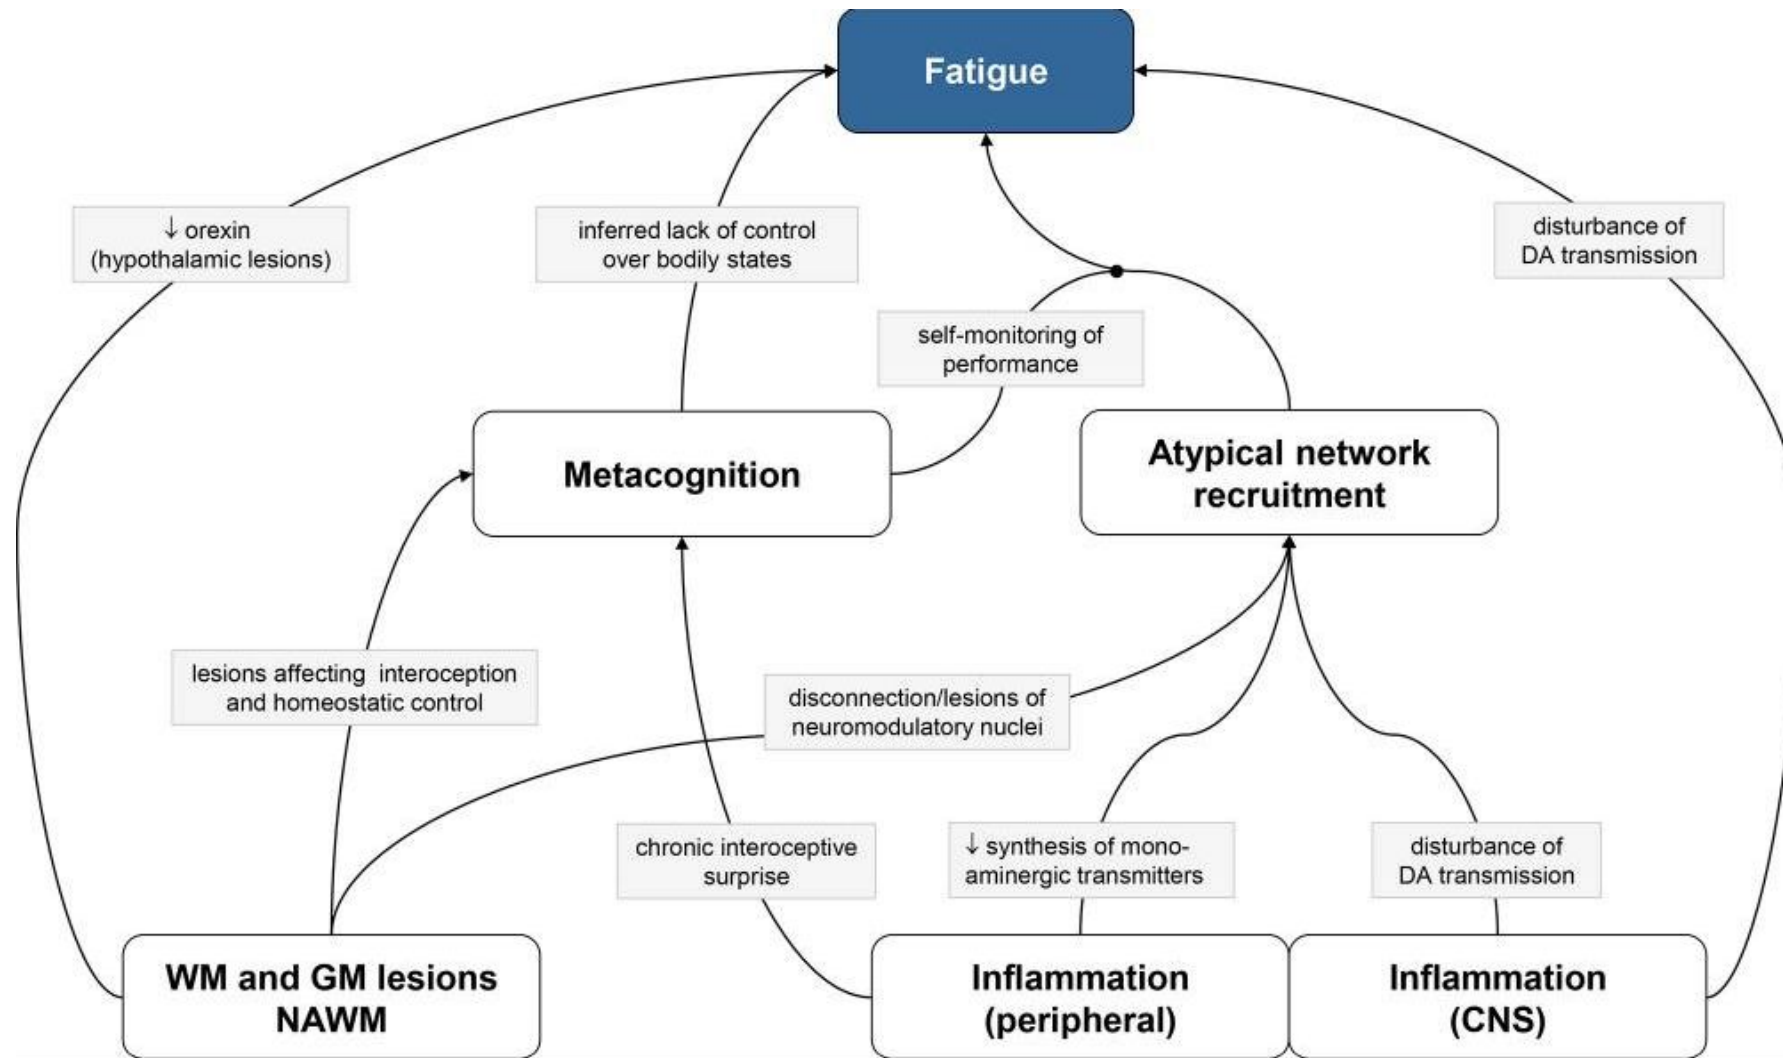 Fatigue
↓ orexin
(hypothalamic lesions)
inferred lack of control
over bodily states
disturbance of
DA transmission
self-monitoring of
performance
Metacognition
Atypical network
recruitment
lesions affecting interoception
and homeostatic control
disconnection/lesions of
neuromodulatory nuclei
chronic interoceptive
surprise
↓ synthesis of mono-
aminergic transmitters
disturbance of
DA transmission
WM and GM lesions
NAWM
Inflammation
(peripheral)
Inflammation
(CNS)